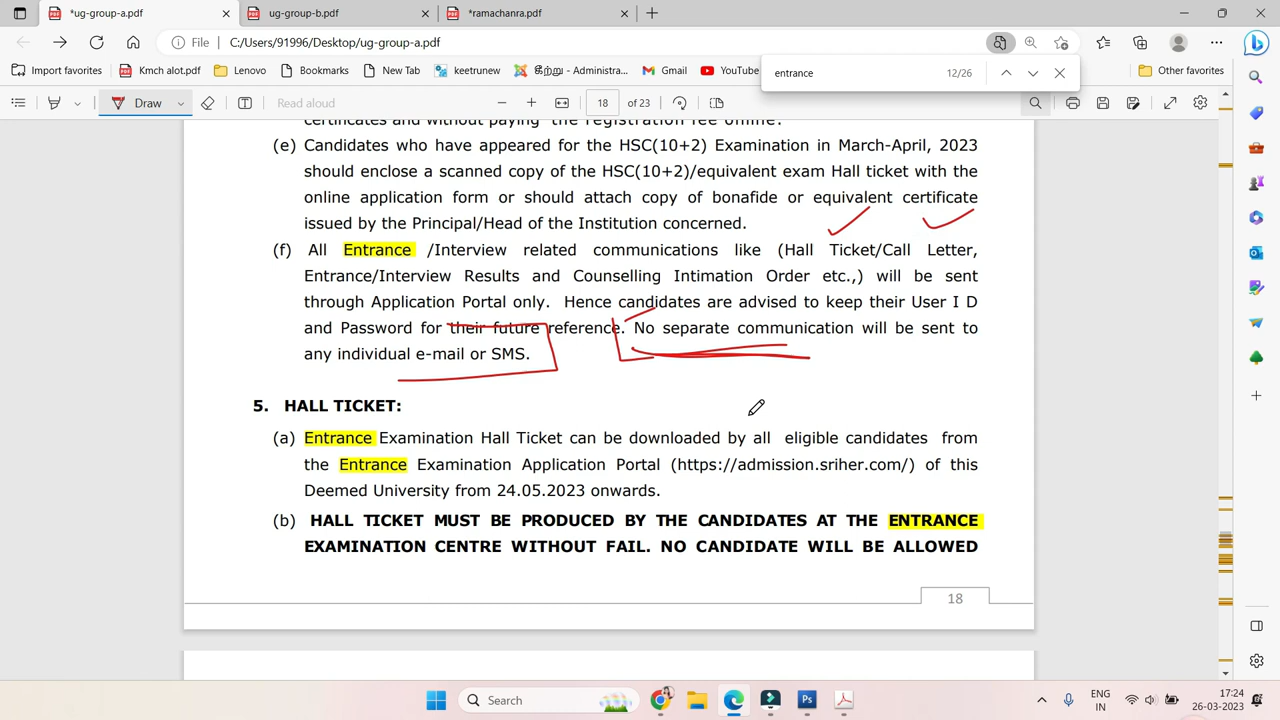 *ug-group-a.pdf
ug-group-b.pdf
*ramachanra.pdf
File
C:/Users/91996/Desktop/ug-group-a.pdf
Import favorites
Kmch alot.pdf
Lenovo
Bookmarks
New Tab
keetrunew
- Administra...
Gmail
YouTube
entrance
12/26
Other favorites
Draw
Read aloud
18 of 23
certificates and without paying the registration fee online.
(e) Candidates who have appeared for the HSC(10+2) Examination in March-April, 2023
should enclose a scanned copy of the HSC(10+2)/equivalent exam Hall ticket with the
online application form or should attach copy of bonafide or equivalent certificate
issued by the Principal/Head of the Institution concerned.
(f) All Entrance /Interview related communications like (Hall Ticket/Call Letter,
Entrance/Interview Results and Counselling Intimation Order etc.,) will be sent
through Application Portal only. Hence candidates are advised to keep their User I D
and Password for their future reference. No separate communication will be sent to
any individual e-mail or SMS.
5. HALL TICKET:
(a) Entrance Examination Hall Ticket can be downloaded by all eligible candidates from
the Entrance Examination Application Portal (https://admission.sriher.com/) of this
Deemed University from 24.05.2023 onwards.
(b) HALL TICKET MUST BE PRODUCED BY THE CANDIDATES AT THE ENTRANCE
EXAMINATION CENTRE WITHOUT FAIL. NO CANDIDATE WILL BE ALLOWED
18
Search
ENG
IN
17:24
26-03-2023